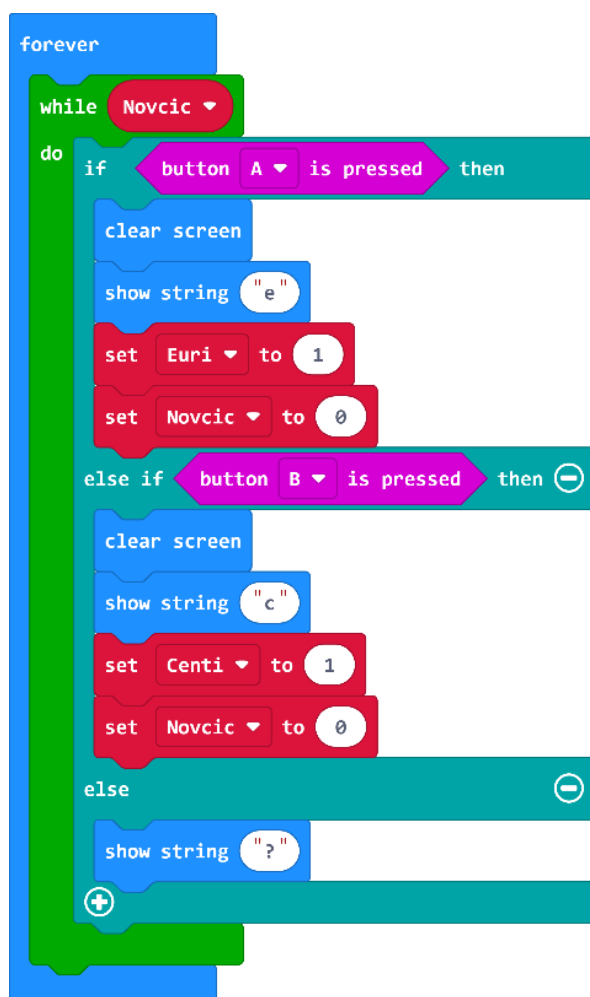 forever
while Novcic
do
if button A is pressed then
clear screen
show string "e"
set Euri to 1
set Novcic to 0
else if button B is pressed then
clear screen
show string "c"
set Centi to 1
set Novcic to 0
else
show string "?"